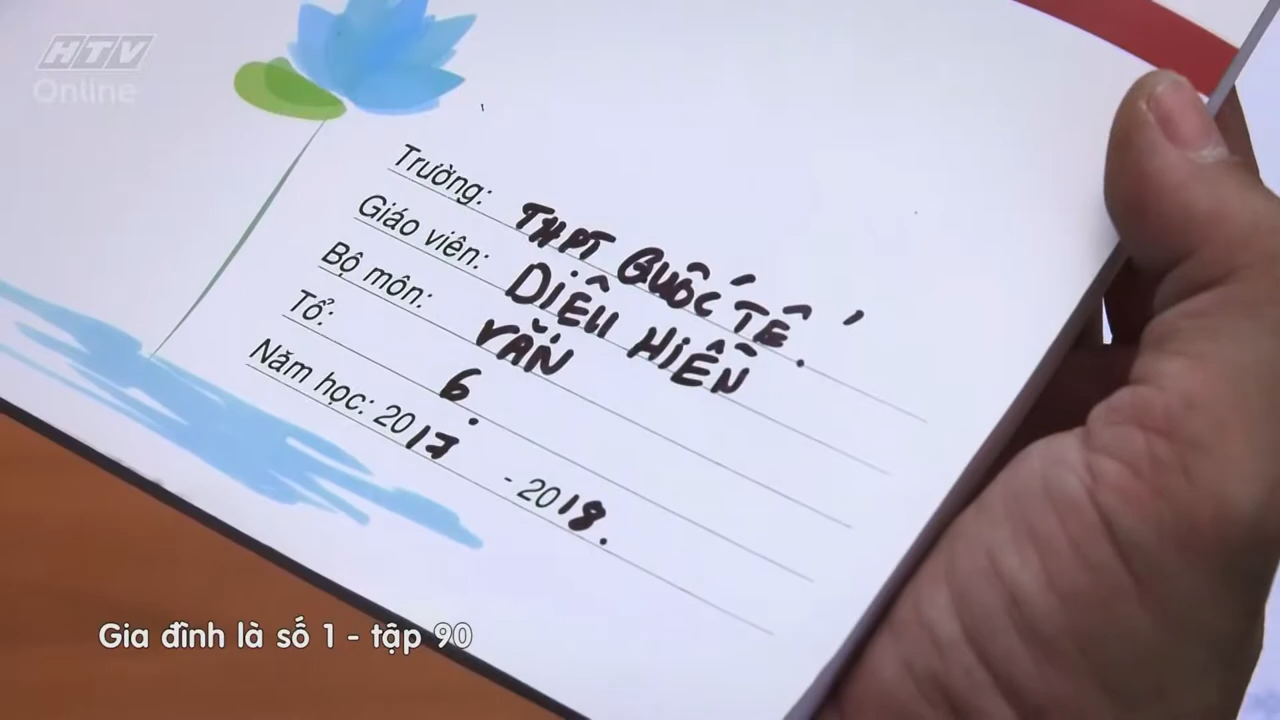 HTV
Online
Trường: THPT QUỐC TẾ.
Giáo viên: DIỆU HIỀN
Bộ môn: VĂN
Tổ: 6.
Năm học: 2017 - 2018.
Gia đình là số 1 - tập 90